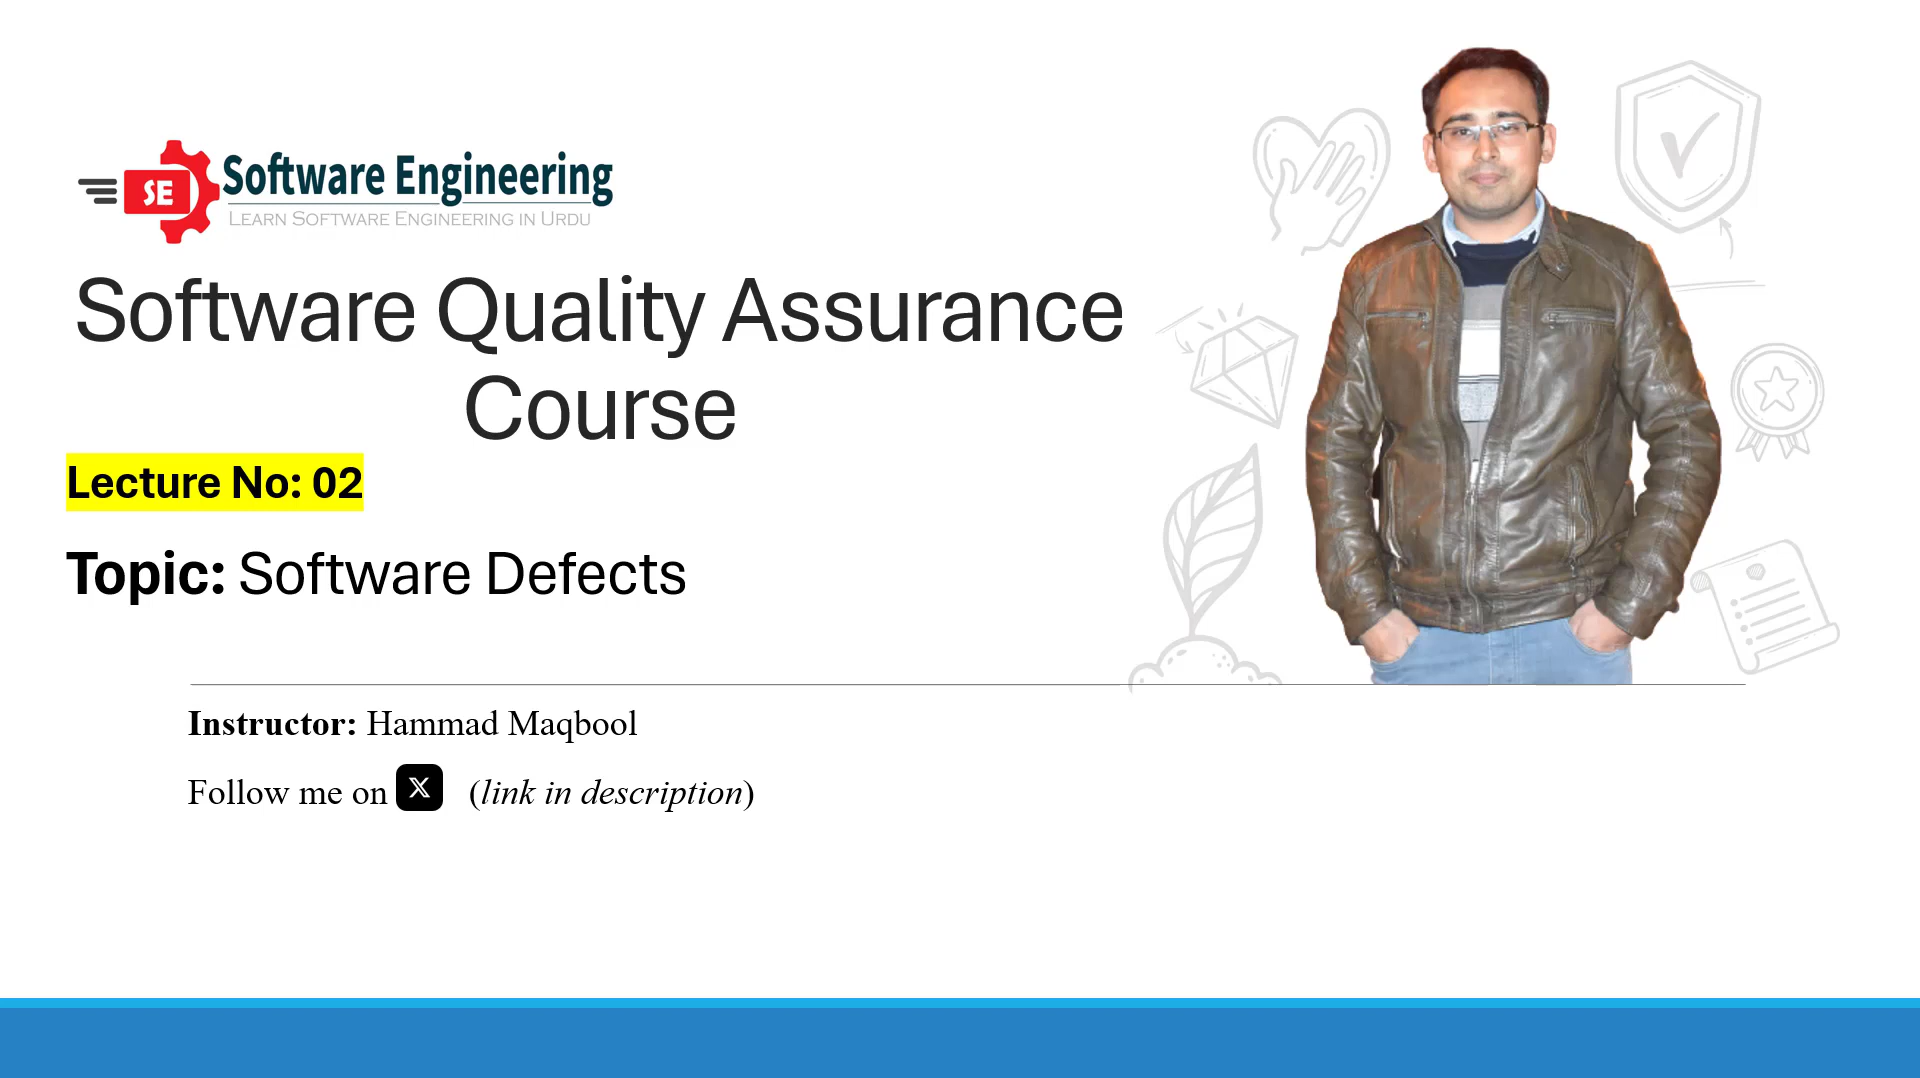 SE
Software Engineering
LEARN SOFTWARE ENGINEERING IN URDU
Software Quality Assurance
Course
Lecture No: 02
Topic: Software Defects
Instructor: Hammad Maqbool
Follow me on X (link in description)